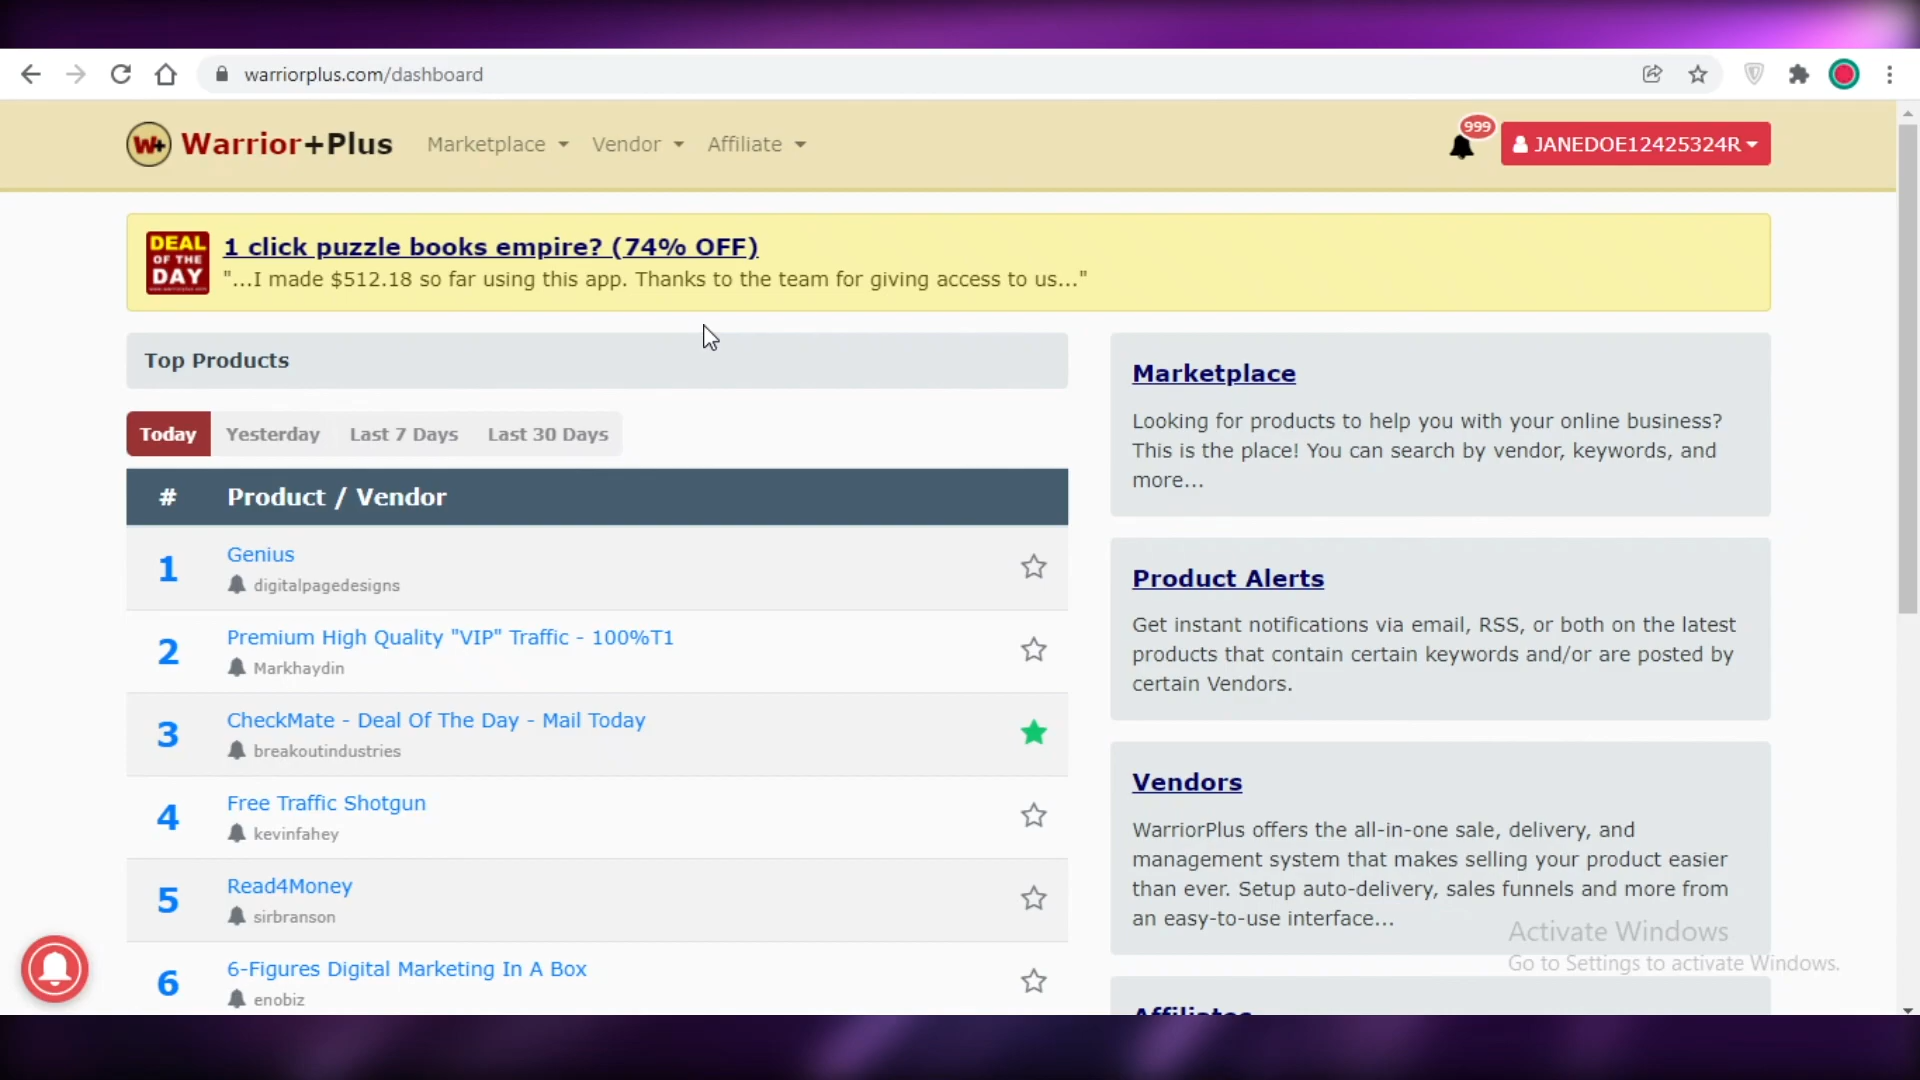 warriorplus.com/dashboard
W+ Warrior+Plus Marketplace Vendor Affiliate 999 JANEDOE12425324R
DEAL OF THE DAY
1 click puzzle books empire? (74% OFF)
"...I made $512.18 so far using this app. Thanks to the team for giving access to us..."
Top Products
Today Yesterday Last 7 Days Last 30 Days
# Product / Vendor
1 Genius
digitalpagedesigns
2 Premium High Quality "VIP" Traffic - 100%T1
Markhaydin
3 CheckMate - Deal Of The Day - Mail Today
breakoutindustries
4 Free Traffic Shotgun
kevinfahey
5 Read4Money
sirbranson
6 6-Figures Digital Marketing In A Box
enobiz
Marketplace
Looking for products to help you with your online business?
This is the place! You can search by vendor, keywords, and
more...
Product Alerts
Get instant notifications via email, RSS, or both on the latest
products that contain certain keywords and/or are posted by
certain Vendors.
Vendors
WarriorPlus offers the all-in-one sale, delivery, and
management system that makes selling your product easier
than ever. Setup auto-delivery, sales funnels and more from
an easy-to-use interface...
Affiliates
Activate Windows
Go to Settings to activate Windows.